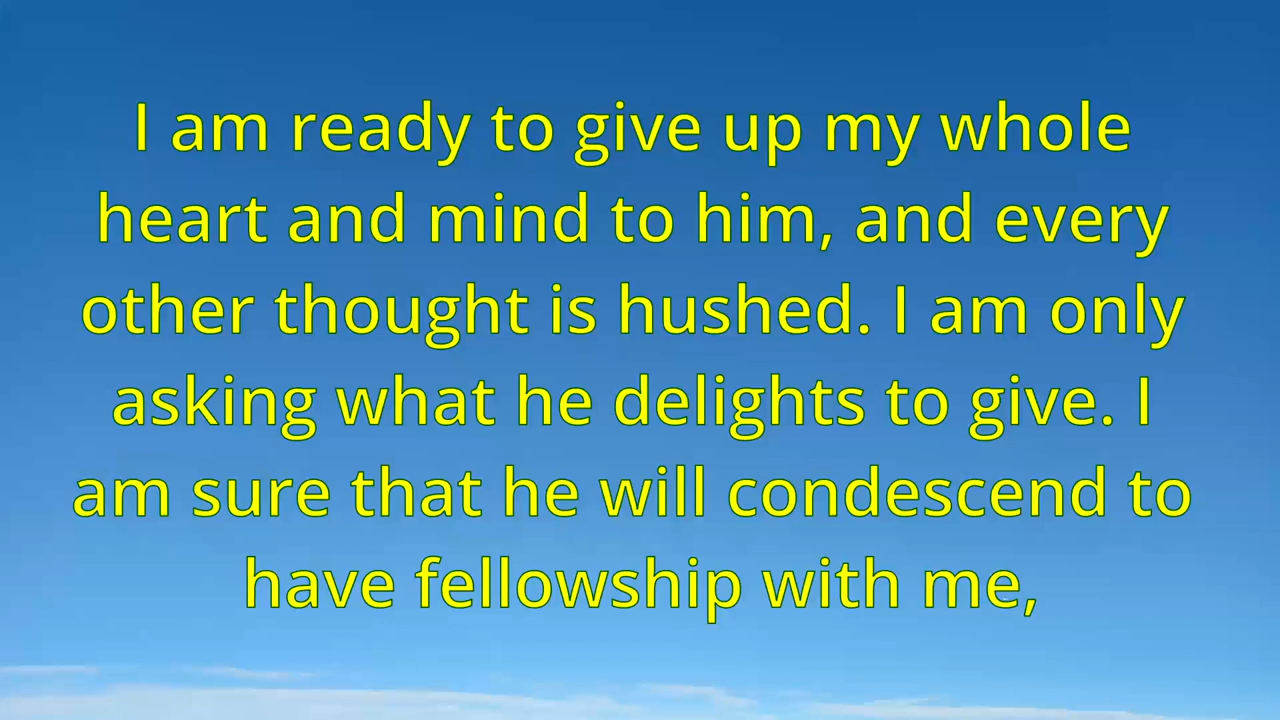 I am ready to give up my whole
heart and mind to him, and every
other thought is hushed. I am only
asking what he delights to give. I
am sure that he will condescend to
have fellowship with me,